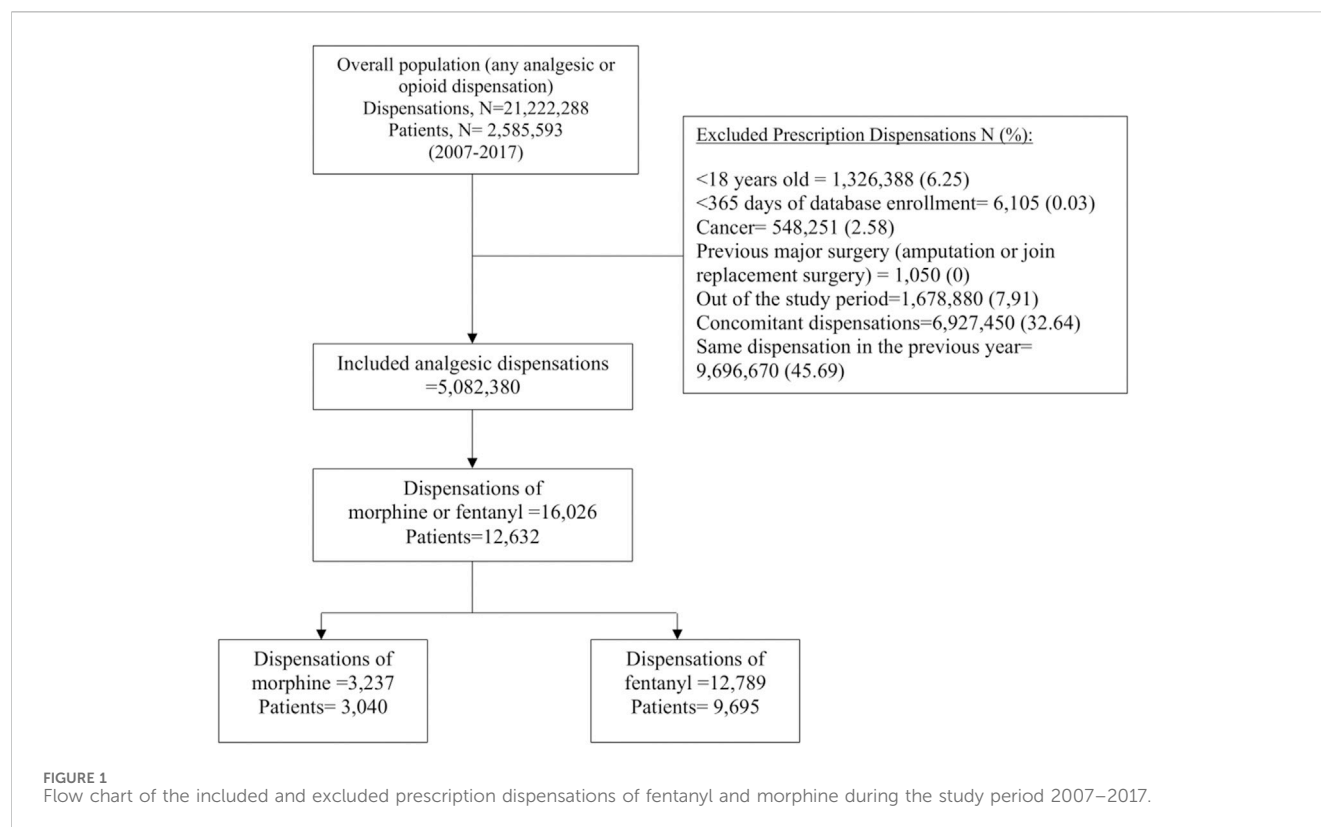 Overall population (any analgesic or
opioid dispensation)
Dispensations, N=21,222,288
Patients, N= 2,585,593
(2007-2017)
Excluded Prescription Dispensations N (%):
<18 years old = 1,326,388 (6.25)
<365 days of database enrollment= 6,105 (0.03)
Cancer= 548,251 (2.58)
Previous major surgery (amputation or join
replacement surgery) = 1,050 (0)
Out of the study period=1,678,880 (7,91)
Concomitant dispensations=6,927,450 (32.64)
Same dispensation in the previous year=
9,696,670 (45.69)
Included analgesic dispensations
=5,082,380
Dispensations of
morphine or fentanyl =16,026
Patients=12,632
Dispensations of
morphine =3,237
Patients= 3,040
Dispensations of
fentanyl =12,789
Patients= 9,695
FIGURE 1
Flow chart of the included and excluded prescription dispensations of fentanyl and morphine during the study period 2007–2017.